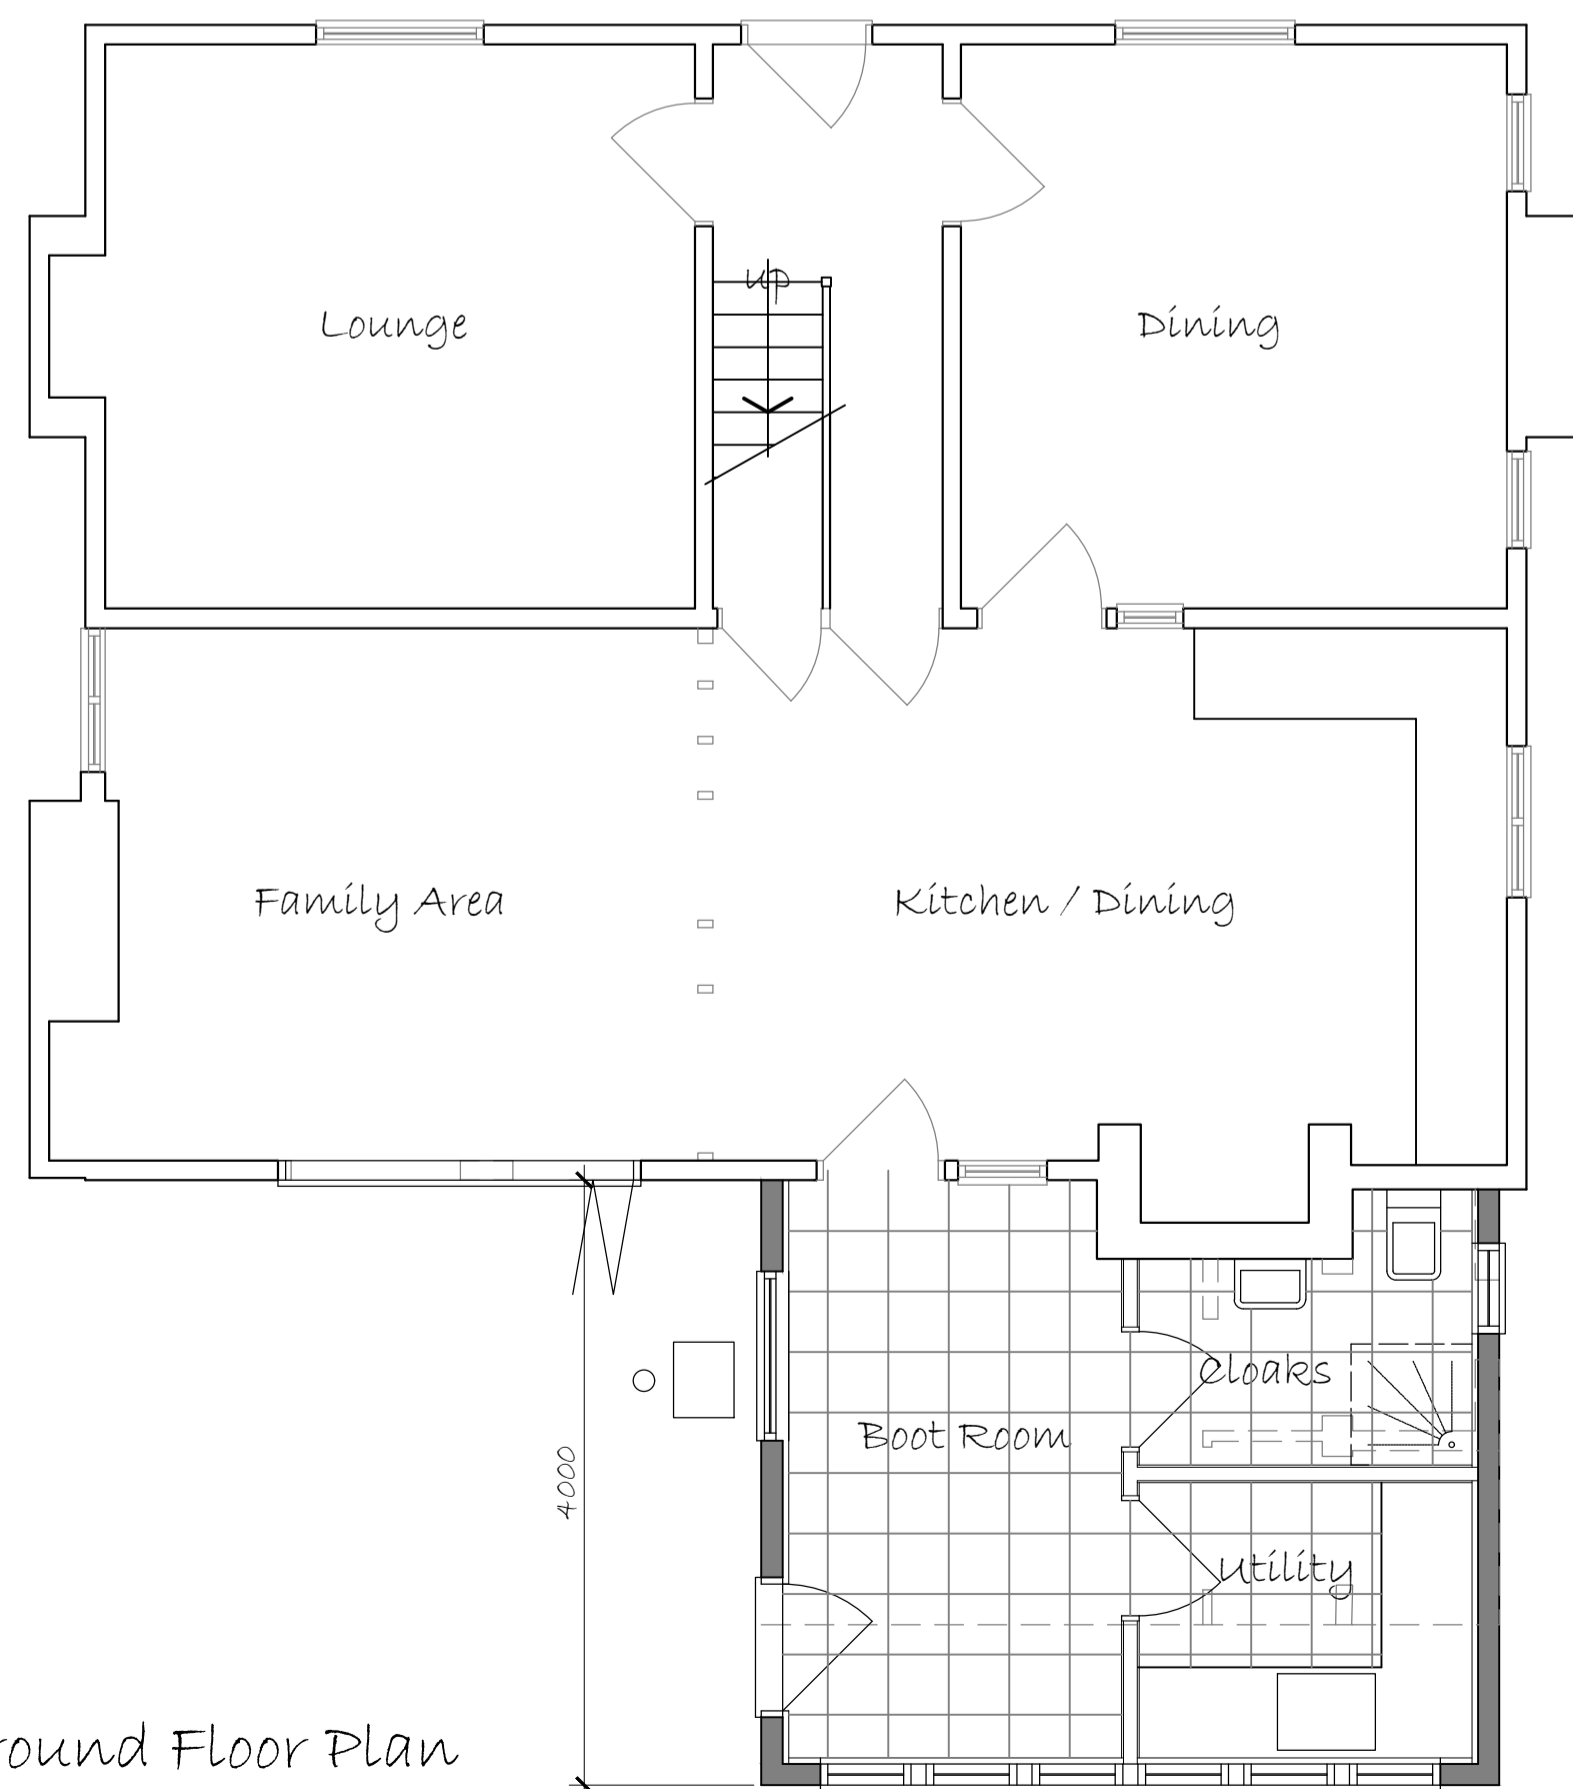 up
Lounge
Dining
Family Area
Kitchen / Dining
Cloaks
Boot Room
4000
Utility
round Floor Plan